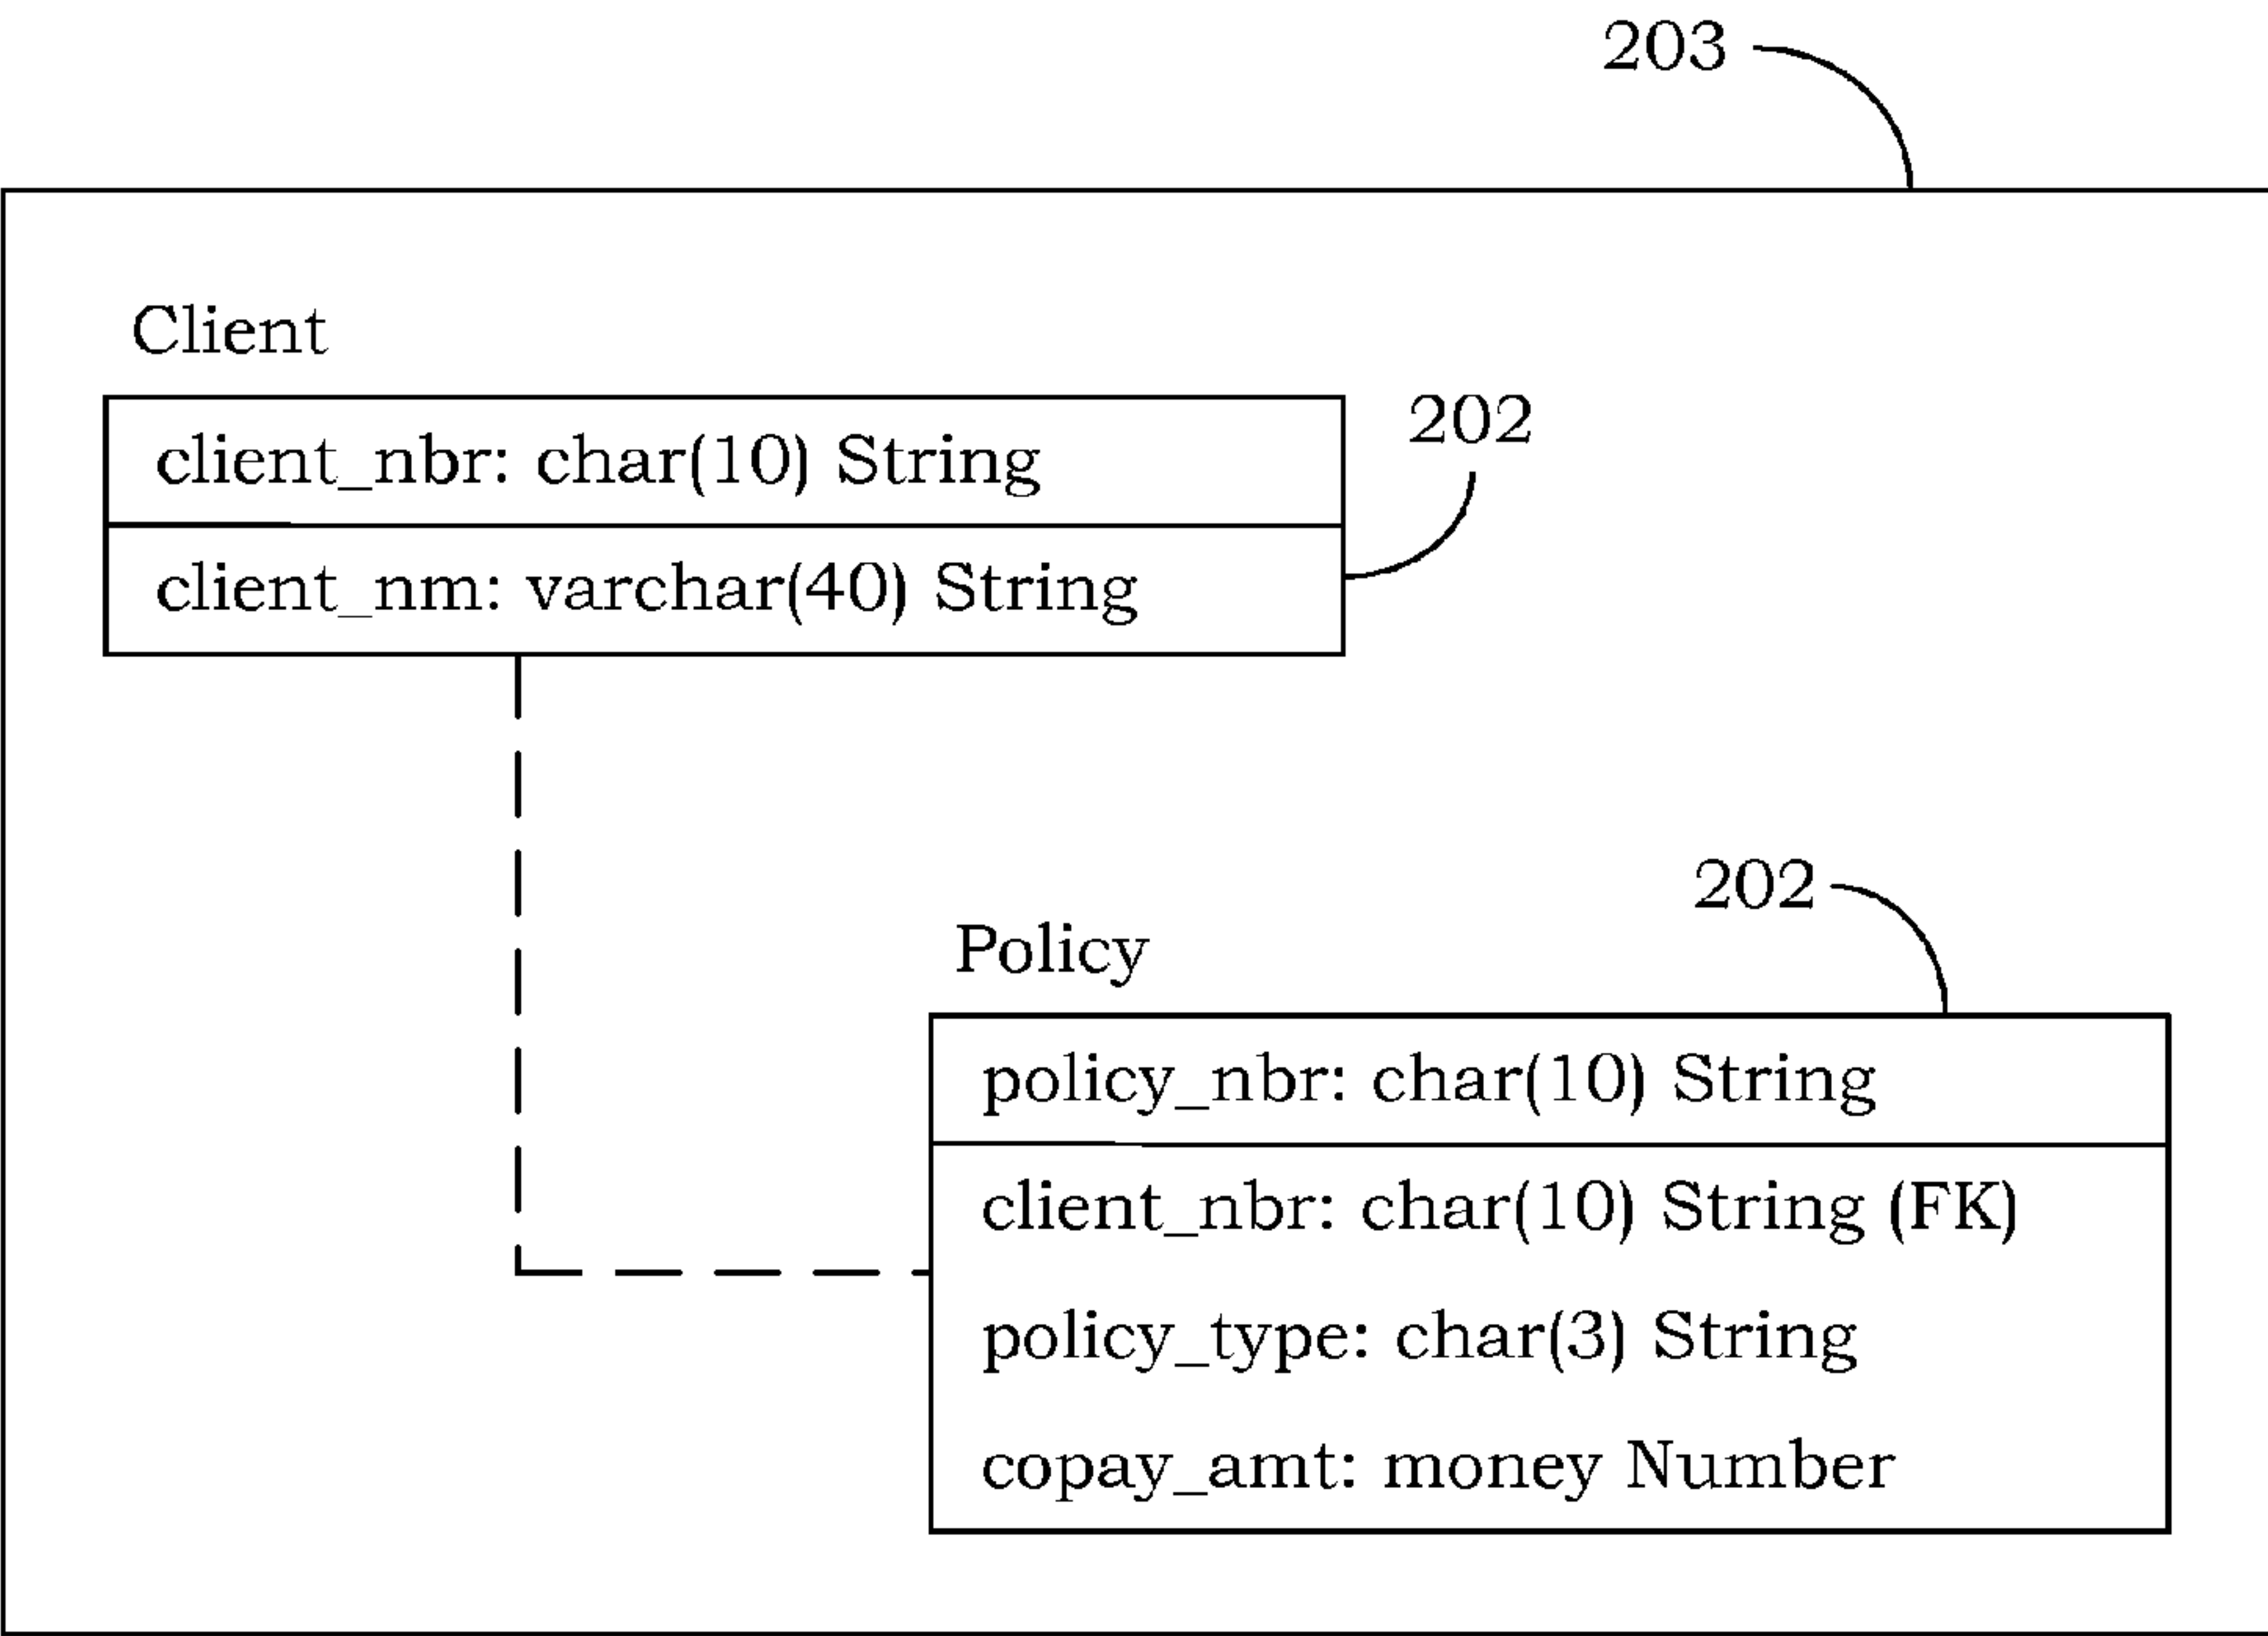 203
Client
client_nbr: char(10) String
202
client_nm: varchar(40) String
202
Policy
policy_nbr: char(10) String
client_nbr: char(10) String (FK)
policy_type: char(3) String
copay_amt: money Number